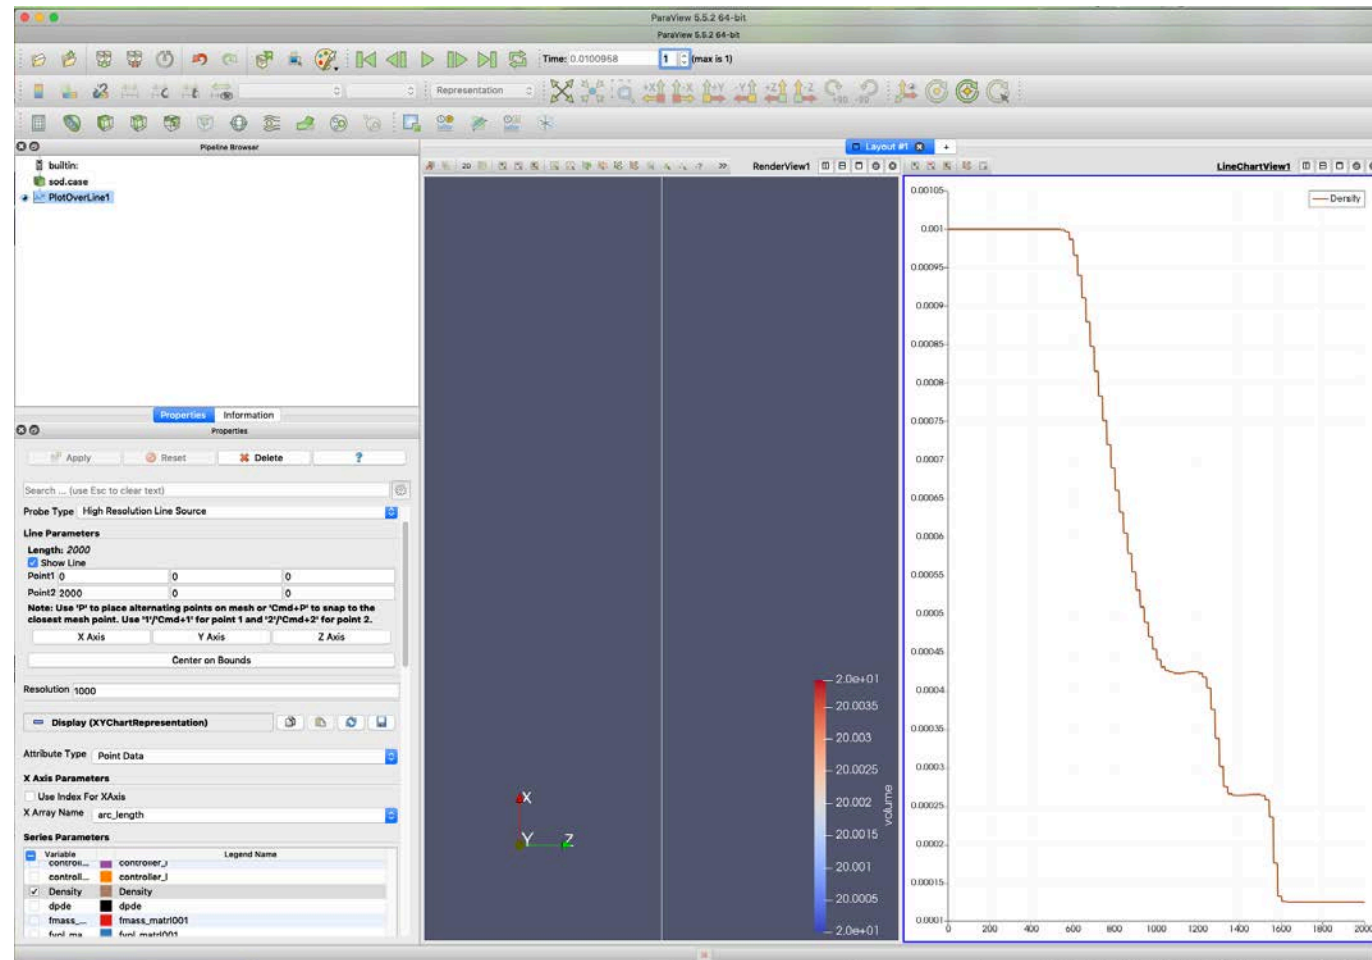 ParaView 5.5.2 64-bit
ParaView 5.5.2 64-bit
Time: 0.0100958 1 (max is 1)
Representation
Pipeline Browser
Layout #1 +
builtin:
sod.case
PlotOverLine1
2D
RenderView1
LineChartView1
Properties Information
Properties
Apply Reset Delete ?
Search ... (use Esc to clear text)
Probe Type High Resolution Line Source
Line Parameters
Length: 2000
Show Line
Point1 0 0 0
Point2 2000 0 0
Note: Use 'P' to place alternating points on mesh or 'Cmd+P' to snap to the
closest mesh point. Use '1'/'Cmd+1' for point 1 and '2'/'Cmd+2' for point 2.
X Axis Y Axis Z Axis
Center on Bounds
Resolution 1000
Display (XYChartRepresentation)
Attribute Type Point Data
X Axis Parameters
Use Index For XAxis
X Array Name arc_length
Series Parameters
Variable Legend Name
controll... controller_J
controll... controller_I
Density Density
dpde dpde
fmass_... fmass_matrl001
fvol_ma... fvol_matrl001
X
Y Z
2.0e+01
20.0035
20.003
20.0025
20.002
20.0015
20.001
20.0005
2.0e+01
volume
Density
0.00105
0.001
0.00095
0.0009
0.00085
0.0008
0.00075
0.0007
0.00065
0.0006
0.00055
0.0005
0.00045
0.0004
0.00035
0.0003
0.00025
0.0002
0.00015
0.0001
0 200 400 600 800 1000 1200 1400 1600 1800 2000